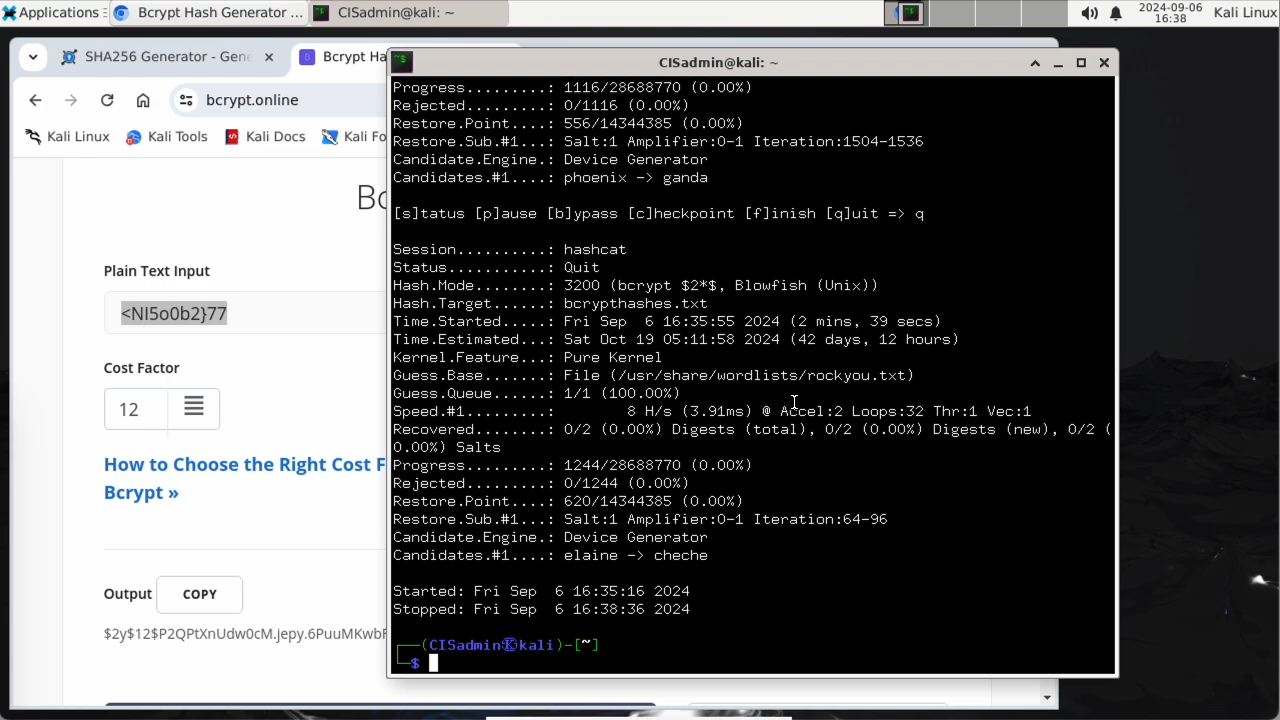 Applications
Bcrypt Hash Generator ...
CISadmin@kali: ~
2024-09-06
16:38
Kali Linux
SHA256 Generator - Gene
Bcrypt Ha
bcrypt.online
Kali Linux
Kali Tools
Kali Docs
Kali Fo
Bc
Plain Text Input
<NI5o0b2}77
Cost Factor
12
How to Choose the Right Cost F
Bcrypt »
Output
COPY
$2y$12$P2QPtXnUdw0cM.jepy.6PuuMKwbF
CISadmin@kali: ~
Progress.........: 1116/28688770 (0.00%)
Rejected.........: 0/1116 (0.00%)
Restore.Point....: 556/14344385 (0.00%)
Restore.Sub.#1...: Salt:1 Amplifier:0-1 Iteration:1504-1536
Candidate.Engine.: Device Generator
Candidates.#1....: phoenix -> ganda
[s]tatus [p]ause [b]ypass [c]heckpoint [f]inish [q]uit => q
Session..........: hashcat
Status...........: Quit
Hash.Mode........: 3200 (bcrypt $2*$, Blowfish (Unix))
Hash.Target......: bcrypthashes.txt
Time.Started.....: Fri Sep  6 16:35:55 2024 (2 mins, 39 secs)
Time.Estimated...: Sat Oct 19 05:11:58 2024 (42 days, 12 hours)
Kernel.Feature...: Pure Kernel
Guess.Base.......: File (/usr/share/wordlists/rockyou.txt)
Guess.Queue......: 1/1 (100.00%)
Speed.#1.........:        8 H/s (3.91ms) @ Accel:2 Loops:32 Thr:1 Vec:1
Recovered........: 0/2 (0.00%) Digests (total), 0/2 (0.00%) Digests (new), 0/2 (
0.00%) Salts
Progress.........: 1244/28688770 (0.00%)
Rejected.........: 0/1244 (0.00%)
Restore.Point....: 620/14344385 (0.00%)
Restore.Sub.#1...: Salt:1 Amplifier:0-1 Iteration:64-96
Candidate.Engine.: Device Generator
Candidates.#1....: elaine -> cheche
Started: Fri Sep  6 16:35:16 2024
Stopped: Fri Sep  6 16:38:36 2024
┌──(CISadmin㉿kali)-[~]
└─$